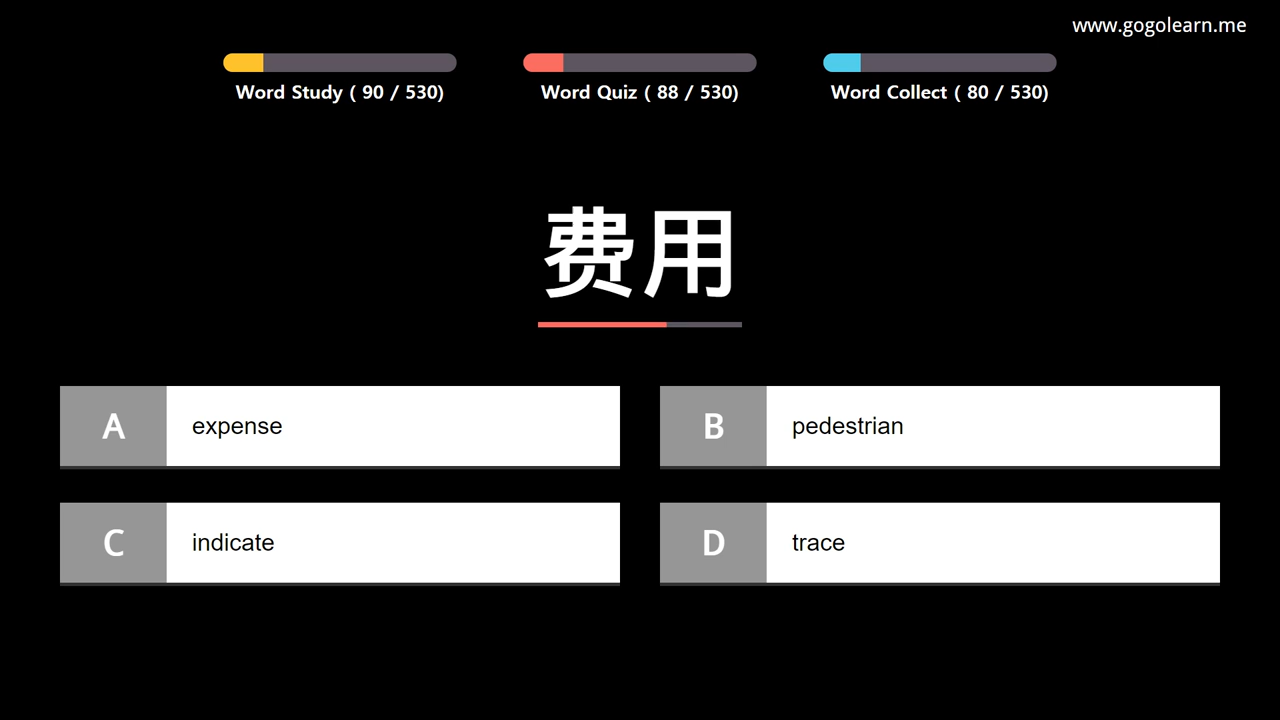 www.gogolearn.me
Word Study ( 90 / 530)
Word Quiz ( 88 / 530)
Word Collect ( 80 / 530)
费用
A expense
B pedestrian
C indicate
D trace